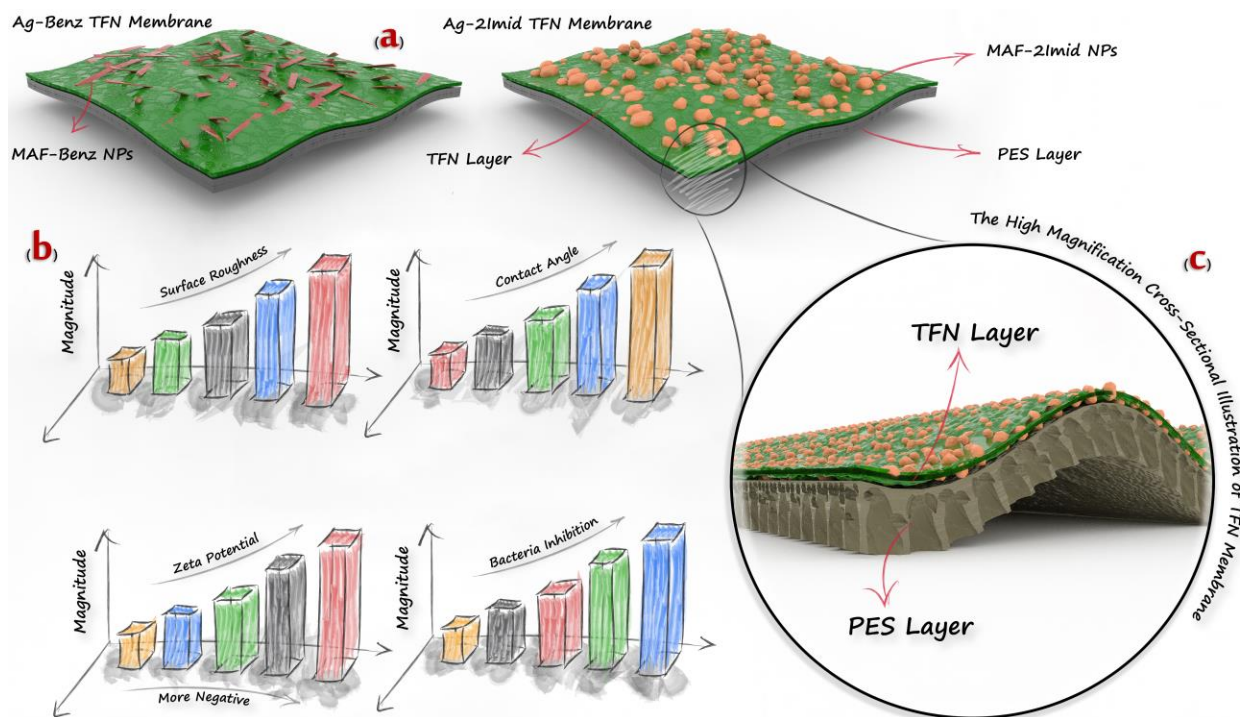 Ag-Benz TFN Membrane
(a)
Ag-2Imid TFN Membrane
MAF-2Imid NPs
MAF-Benz NPs
TFN Layer
PES Layer
(b)
Magnitude
Surface Roughness
Magnitude
Contact Angle
The High Magnification Cross-Sectional Illustration of TFN Membrane
(c)
TFN Layer
PES Layer
Magnitude
Zeta Potential
More Negative
Magnitude
Bacteria Inhibition